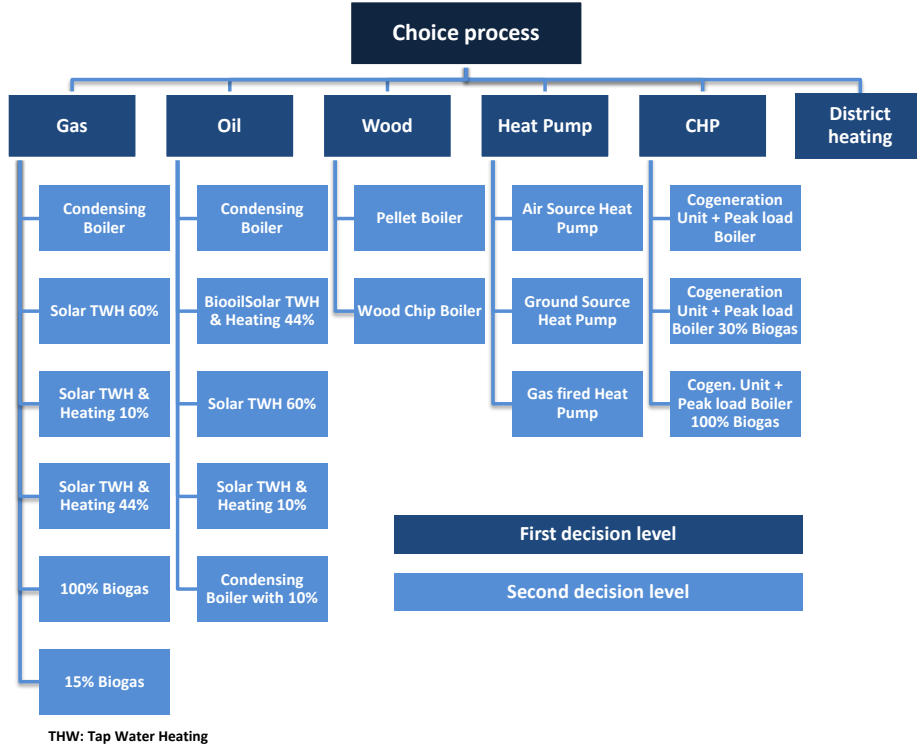 Choice process
Gas
Oil
Wood
Heat Pump
CHP
District
heating
Condensing
Boiler
Solar TWH 60%
Solar TWH &
Heating 10%
Solar TWH &
Heating 44%
100% Biogas
15% Biogas
Condensing
Boiler
BiooilSolar TWH
& Heating 44%
Solar TWH 60%
Solar TWH &
Heating 10%
Condensing
Boiler with 10%
Pellet Boiler
Wood Chip Boiler
Air Source Heat
Pump
Ground Source
Heat Pump
Gas fired Heat
Pump
Cogeneration
Unit + Peak load
Boiler
Cogeneration
Unit + Peak load
Boiler 30% Biogas
Cogen. Unit +
Peak load Boiler
100% Biogas
First decision level
Second decision level
THW: Tap Water Heating